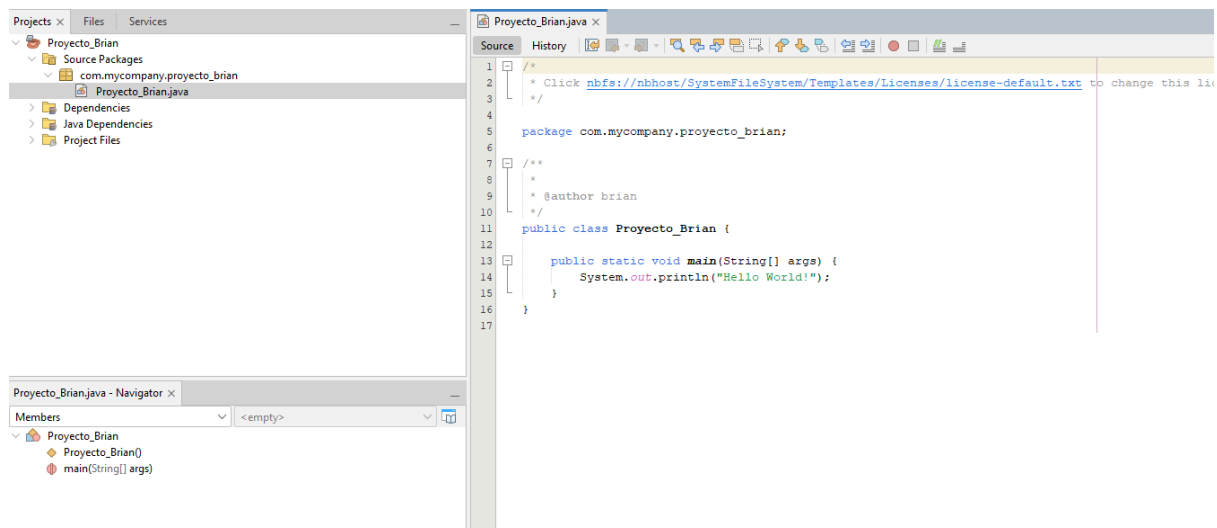 Projects × Files Services
Proyecto_Brian
Source Packages
com.mycompany.proyecto_brian
Proyecto_Brian.java
Dependencies
Java Dependencies
Project Files
Proyecto_Brian.java - Navigator ×
Members <empty>
Proyecto_Brian
Proyecto_Brian()
main(String[] args)
Proyecto_Brian.java ×
Source History
1 /*
2 * Click nbfs://nbhost/SystemFileSystem/Templates/Licenses/license-default.txt to change this
3 */
4
5 package com.mycompany.proyecto_brian;
6
7 /**
8 *
9 * @author brian
10 */
11 public class Proyecto_Brian {
12
13 public static void main(String[] args) {
14 System.out.println("Hello World!");
15 }
16 }
17